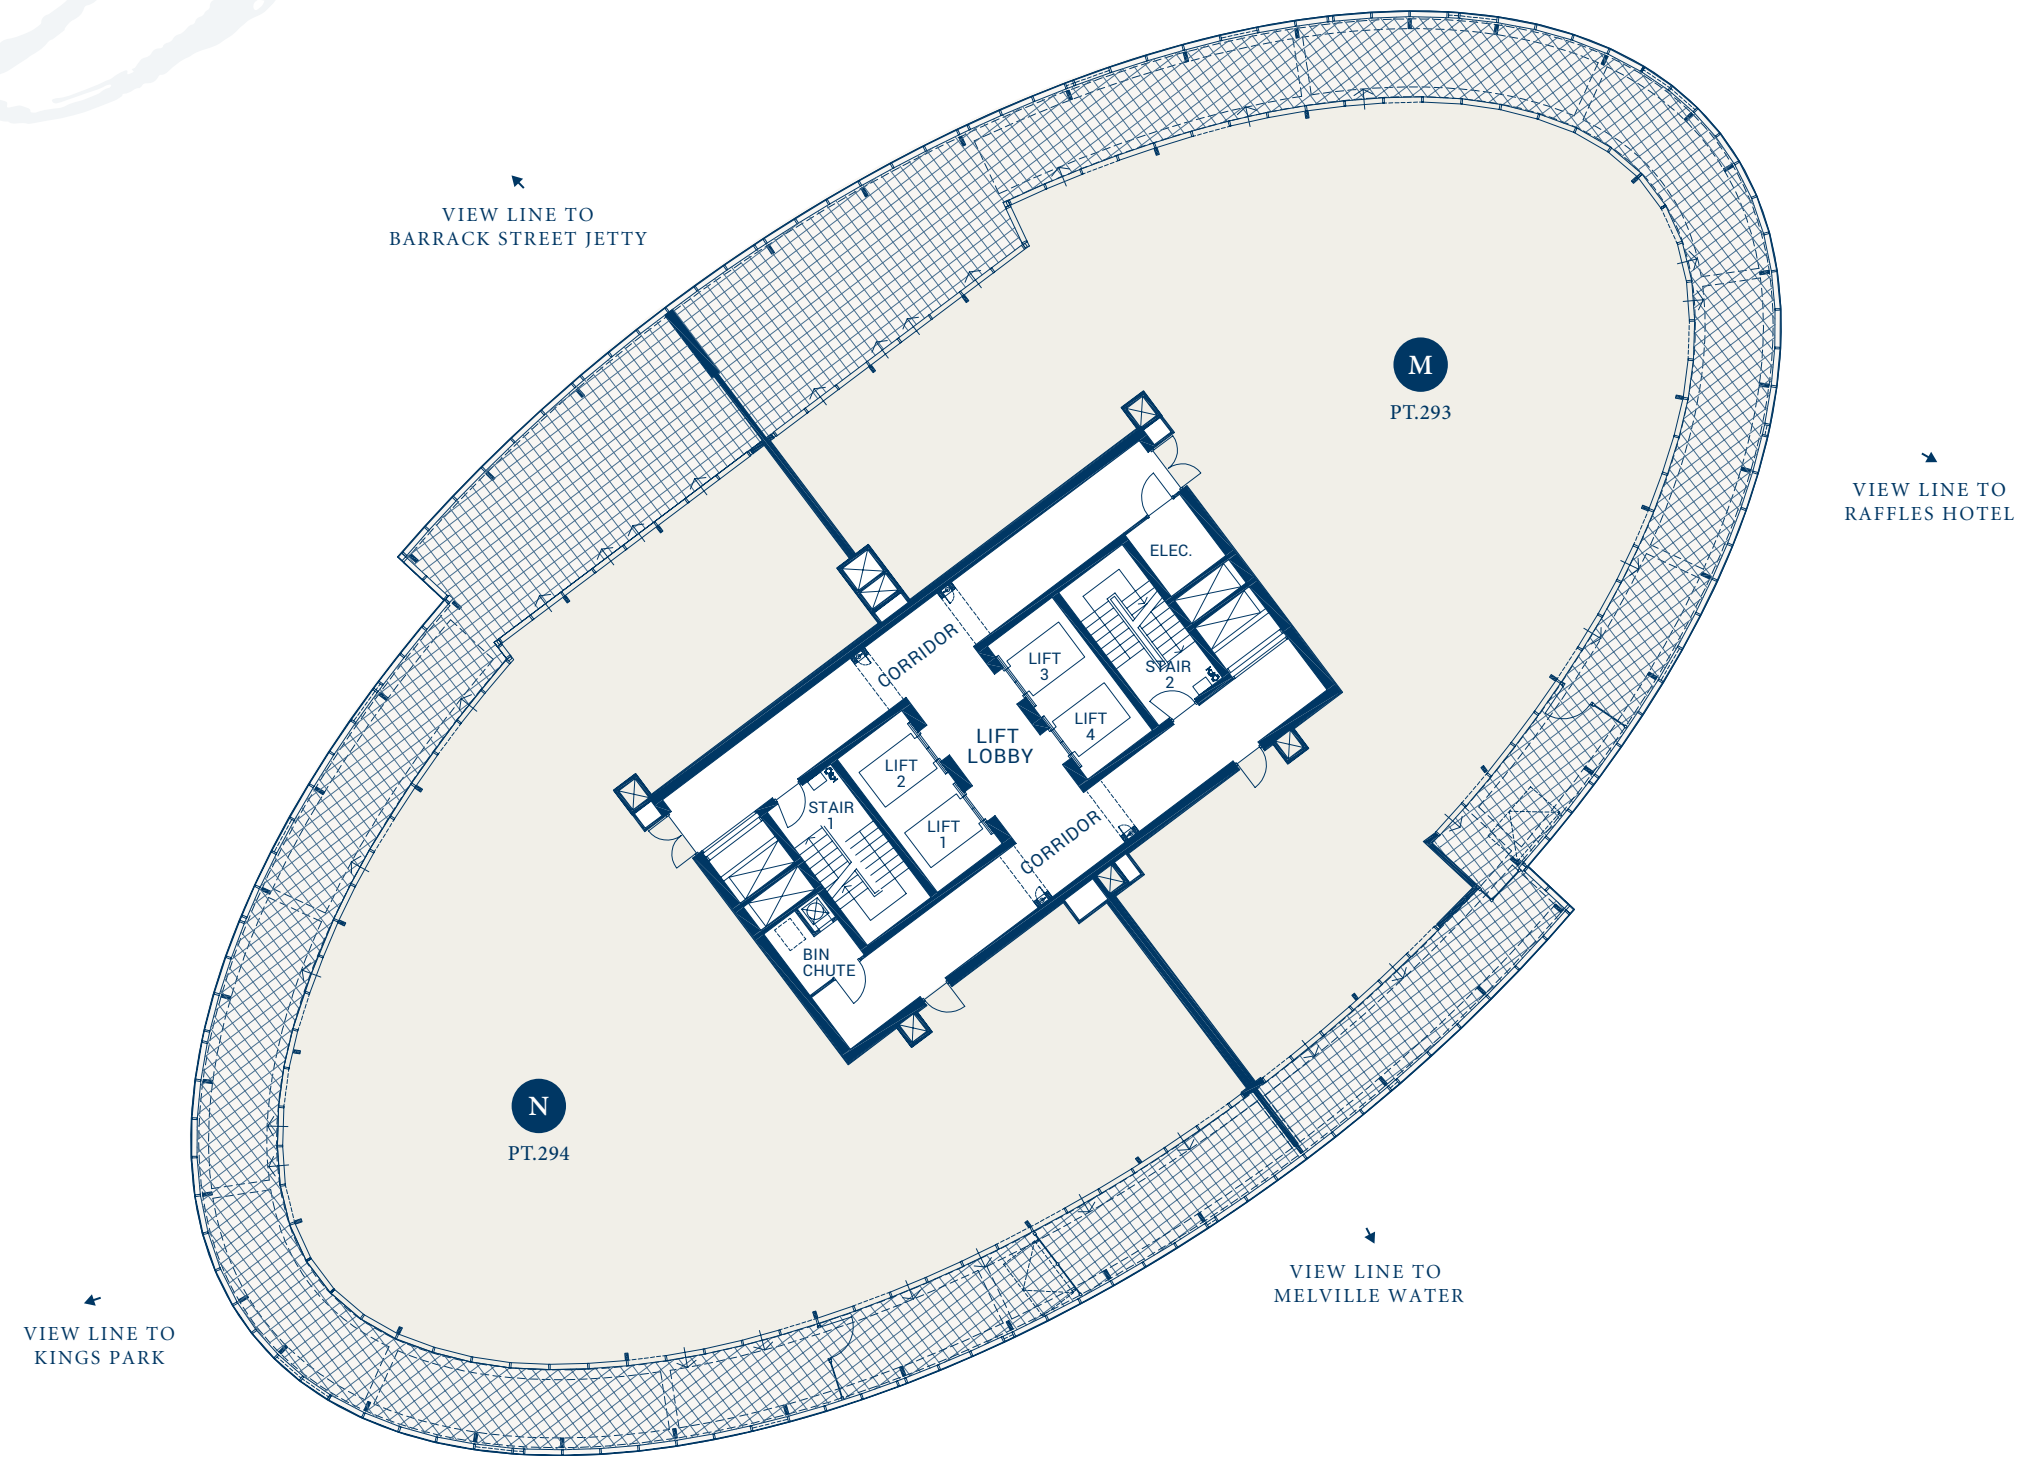 VIEW LINE TO
BARRACK STREET JETTY
M
PT.293
VIEW LINE TO
RAFFLES HOTEL
ELEC.
CORRIDOR
LIFT
3
STAIR
2
LIFT
4
LIFT
LOBBY
LIFT
2
STAIR
1
LIFT
1
CORRIDOR
BIN
CHUTE
N
PT.294
VIEW LINE TO
MELVILLE WATER
VIEW LINE TO
KINGS PARK